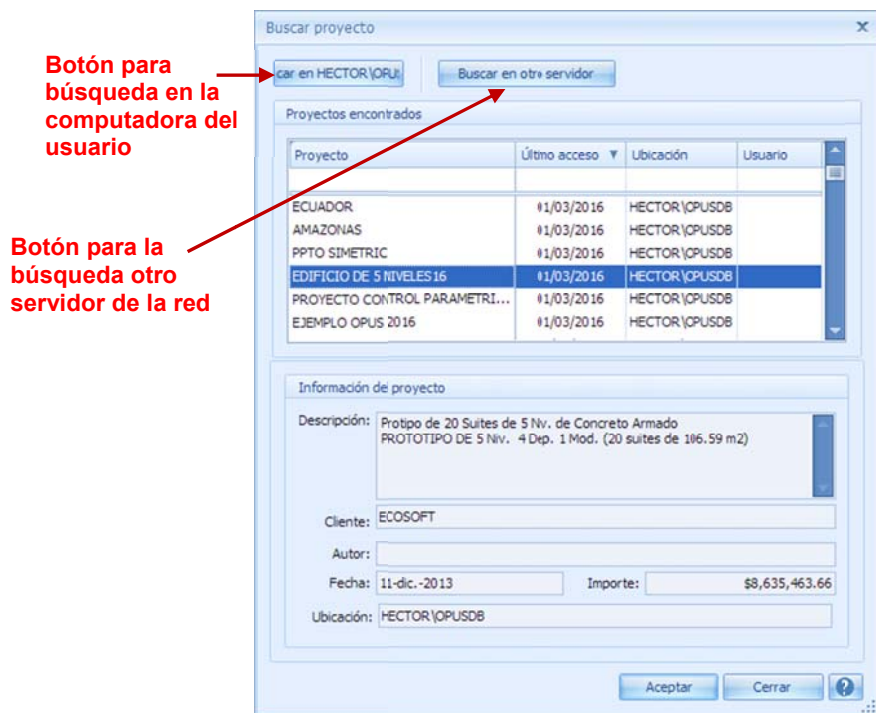 Buscar proyecto
Botón para
búsqueda en la
computadora del
usuario
car en HECTOR\OPUS
Buscar en otro servidor
Botón para la
búsqueda otro
servidor de la red
Proyectos encontrados
Proyecto Últmo acceso Ubicación Usuario
ECUADOR 01/03/2016 HECTOR\OPUSDB
AMAZONAS 01/03/2016 HECTOR\OPUSDB
PPTO SIMETRIC 01/03/2016 HECTOR\OPUSDB
EDIFICIO DE 5 NIVELES16 01/03/2016 HECTOR\OPUSDB
PROYECTO CONTROL PARAMETRI... 01/03/2016 HECTOR\OPUSDB
EJEMPLO OPUS 2016 01/03/2016 HECTOR\OPUSDB
Información de proyecto
Descripción: Protipo de 20 Suites de 5 Nv. de Concreto Armado
PROTOTIPO DE 5 Niv. 4 Dep. 1 Mod. (20 suites de 106.59 m2)
Cliente: ECOSOFT
Autor:
Fecha: 11-dic.-2013 Importe: $8,635,463.66
Ubicación: HECTOR\OPUSDB
Aceptar Cerrar ?